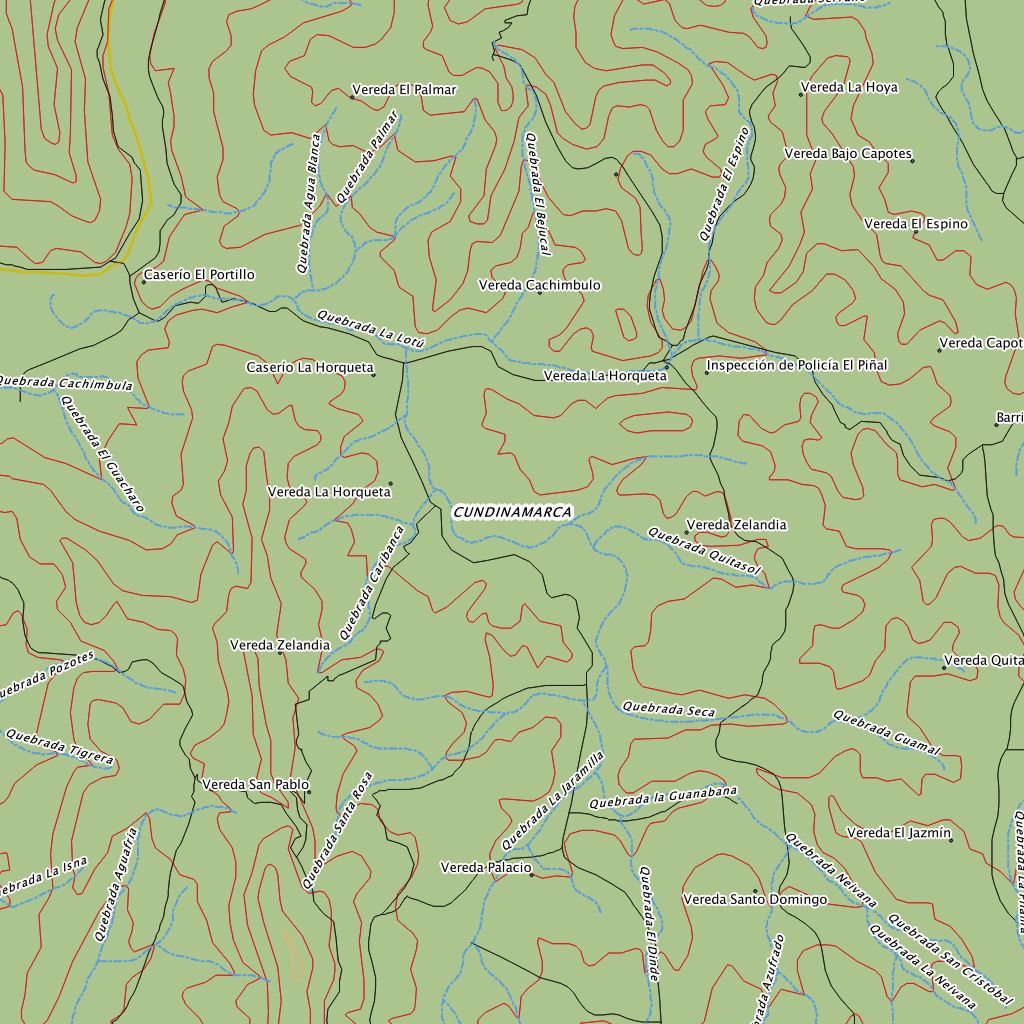 Quebrada Serrano
Vereda El Palmar
Vereda La Hoya
Quebrada Palmar
Quebrada Agua Blanca
Quebrada El Bejucal
Quebrada El Espino
Vereda Bajo Capotes
Vereda El Espino
Caserío El Portillo
Vereda Cachimbulo
Quebrada La Lotú
Vereda Capot
Caserío La Horqueta
Vereda La Horqueta
Inspección de Policía El Piñal
Quebrada Cachimbula
Quebrada El Guacharo
Barri
Vereda La Horqueta
CUNDINAMARCA
Vereda Zelandia
Quebrada Quitasol
Quebrada Caribanca
Vereda Zelandia
uebrada Pozotes
Vereda Quita
Quebrada Seca
Quebrada Guamal
Quebrada Tigrera
Vereda San Pablo
Quebrada Santa Rosa
Quebrada La Jaramilla
Quebrada la Guanabana
Vereda El Jazmín
Quebrada Aguafria
ebrada La Isna
Vereda Palacio
Quebrada El Dinde
Vereda Santo Domingo
Quebrada Neivana
Quebrada San Cristóbal
Quebrada La Neivana
brada Azufrado